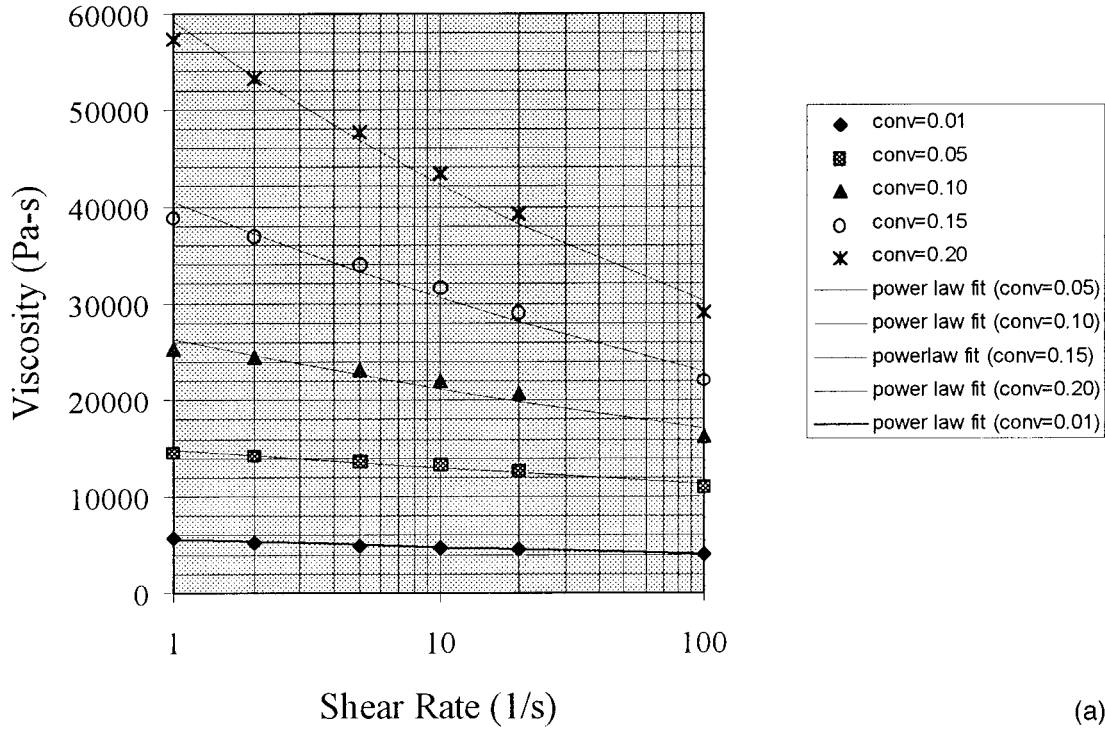 60000
50000
40000
30000
20000
10000
0
Viscosity (Pa-s)
1
10
100
Shear Rate (1/s)
conv=0.01
conv=0.05
conv=0.10
conv=0.15
conv=0.20
power law fit (conv=0.05)
power law fit (conv=0.10)
powerlaw fit (conv=0.15)
power law fit (conv=0.20)
power law fit (conv=0.01)
(a)